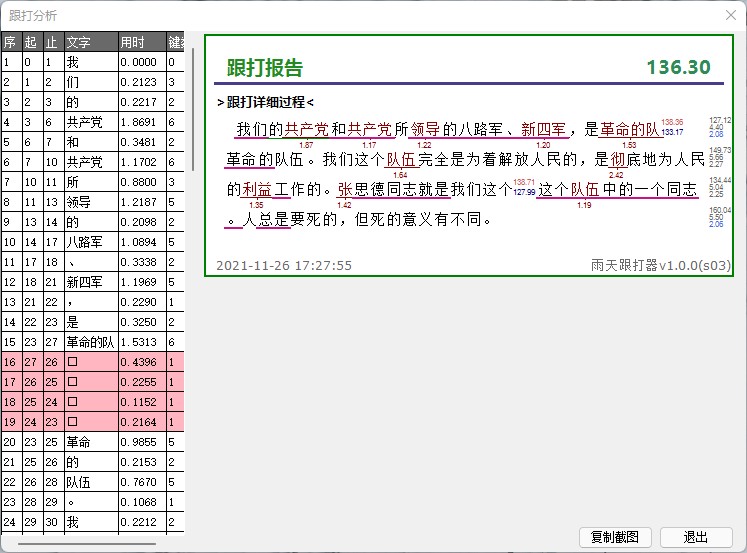 跟打分析
序 起 止 文字 用时 键数
1 0 1 我 0.0000 0
2 1 2 们 0.2123 3
3 2 3 的 0.2217 2
4 3 6 共产党 1.8691 6
5 6 7 和 0.3481 2
6 7 10 共产党 1.1702 6
7 10 11 所 0.8800 3
8 11 13 领导 1.2187 5
9 13 14 的 0.2098 2
10 14 17 八路军 1.0894 5
11 17 18 、 0.3338 2
12 18 21 新四军 1.1969 5
13 21 22 , 0.2290 1
14 22 23 是 0.3250 2
15 23 27 革命的队 1.5313 6
16 27 26 □ 0.4396 1
17 26 25 □ 0.2255 1
18 25 24 □ 0.1152 1
19 24 23 □ 0.2164 1
20 23 25 革命 0.9855 5
21 25 26 的 0.2153 2
22 26 28 队伍 0.7670 5
23 28 29 。 0.1068 1
24 29 30 我 0.2212 2
跟打报告 136.30
>跟打详细过程<
我们的共产党和共产党所领导的八路军、新四军，是革命的队 138.36 133.17 127.12 4.40 2.08
1.87 1.17 1.22 1.20 1.53
革命的队伍。我们这个队伍完全是为着解放人民的，是彻底地为人民 149.73 5.66 2.27
1.64 2.42
的利益工作的。张思德同志就是我们这个 138.71 127.99 这个队伍中的一个同志 134.44 5.04 2.25
1.35 1.42 1.19
。人总是要死的，但死的意义有不同。 160.04 5.50 2.06
2021-11-26 17:27:55 雨天跟打器v1.0.0(s03)
复制截图 退出